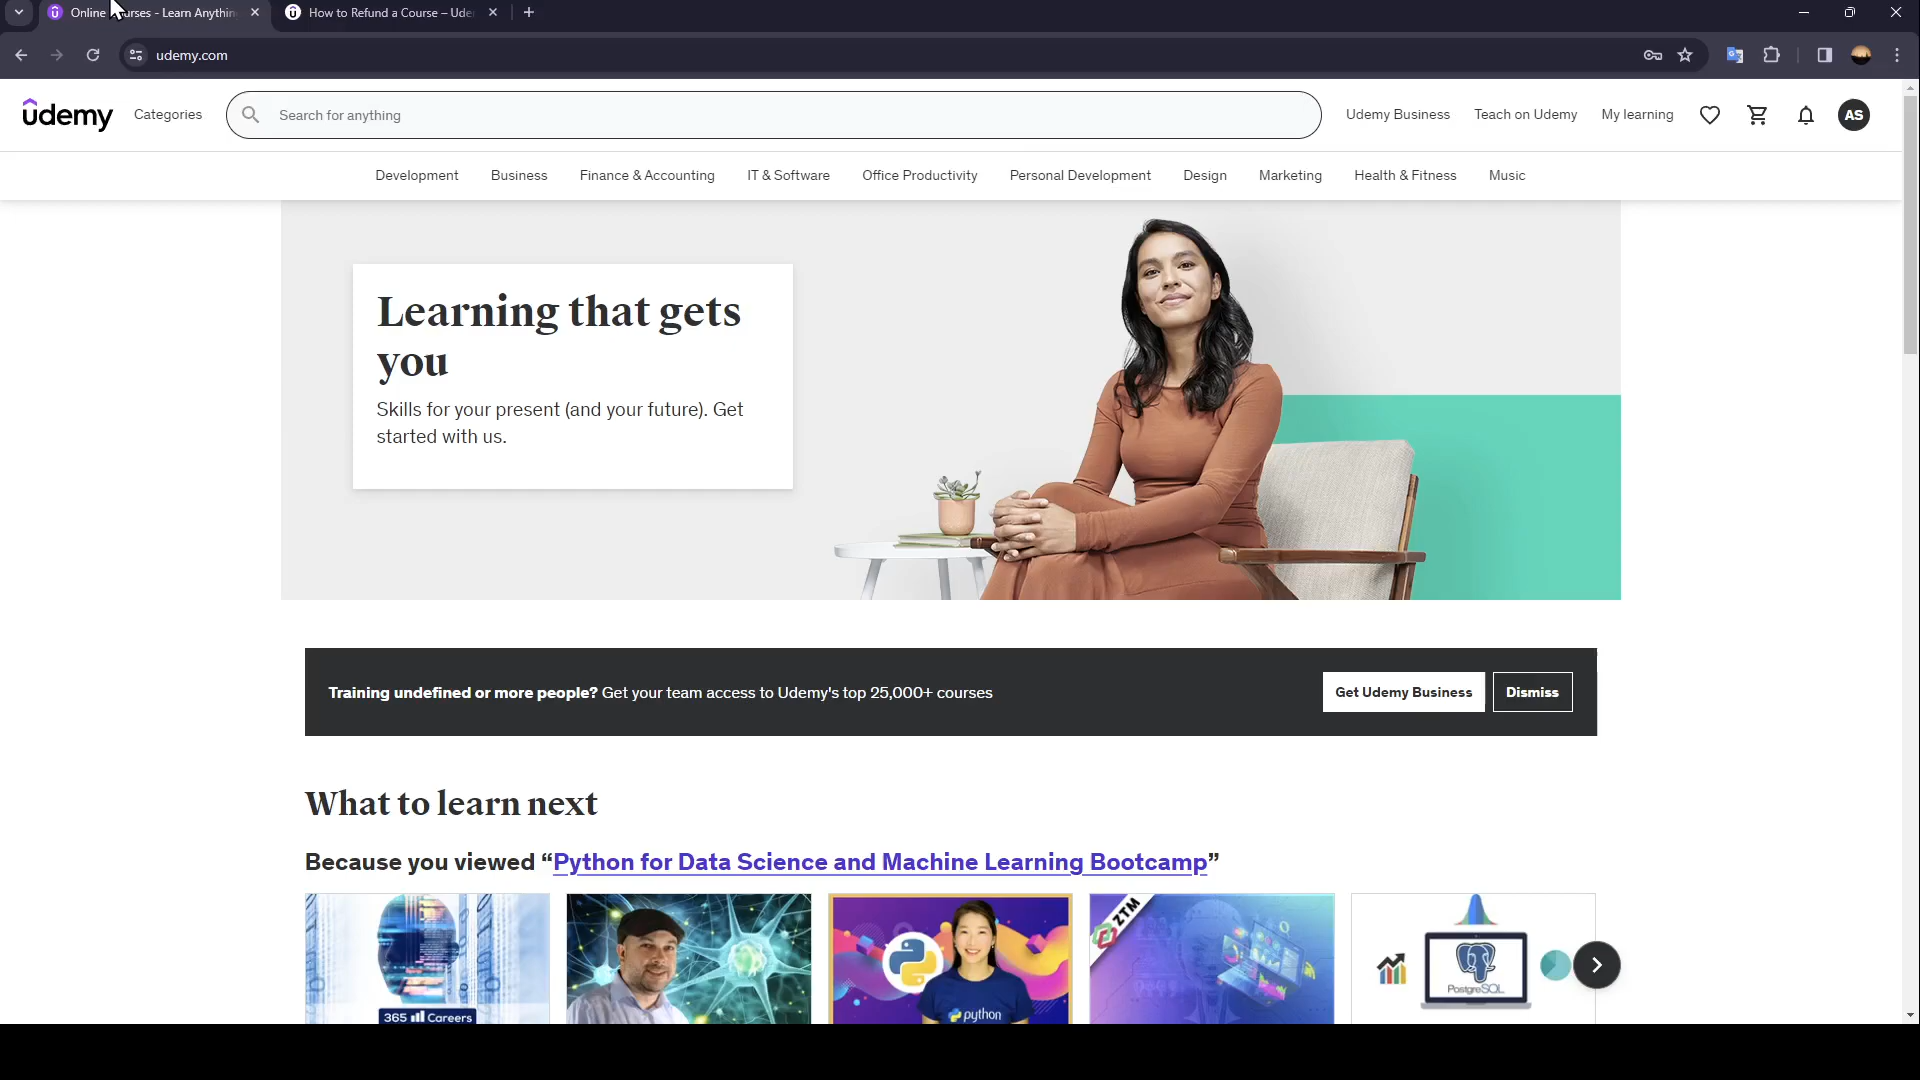 Online urses - Learn Anythin
How to Refund a Course – Ude
udemy.com
ûdemy
Categories
Search for anything
Udemy Business
Teach on Udemy
My learning
AS
Development
Business
Finance & Accounting
IT & Software
Office Productivity
Personal Development
Design
Marketing
Health & Fitness
Music
Learning that gets
you
Skills for your present (and your future). Get
started with us.
Training undefined or more people? Get your team access to Udemy's top 25,000+ courses
Get Udemy Business
Dismiss
What to learn next
Because you viewed “Python for Data Science and Machine Learning Bootcamp”
365 Careers
python
ZTM
PostgreSQL